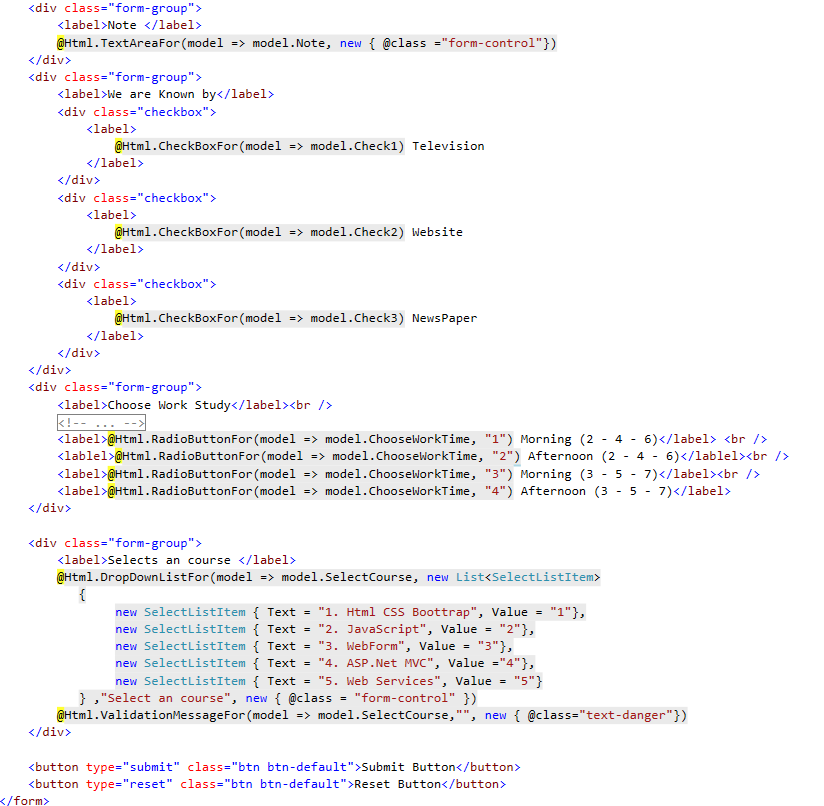 <div class="form-group">
<label>Note </label>
@Html.TextAreaFor(model => model.Note, new { @class ="form-control"})
</div>
<div class="form-group">
<label>We are Known by</label>
<div class="checkbox">
<label>
@Html.CheckBoxFor(model => model.Check1) Television
</label>
</div>
<div class="checkbox">
<label>
@Html.CheckBoxFor(model => model.Check2) Website
</label>
</div>
<div class="checkbox">
<label>
@Html.CheckBoxFor(model => model.Check3) NewsPaper
</label>
</div>
</div>
<div class="form-group">
<label>Choose Work Study</label><br />
<!-- ... -->
<label>@Html.RadioButtonFor(model => model.ChooseWorkTime, "1") Morning (2 - 4 - 6)</label> <br />
<lablel>@Html.RadioButtonFor(model => model.ChooseWorkTime, "2") Afternoon (2 - 4 - 6)</lablel><br />
<label>@Html.RadioButtonFor(model => model.ChooseWorkTime, "3") Morning (3 - 5 - 7)</label><br />
<label>@Html.RadioButtonFor(model => model.ChooseWorkTime, "4") Afternoon (3 - 5 - 7)</label>
</div>
<div class="form-group">
<label>Selects an course </label>
@Html.DropDownListFor(model => model.SelectCourse, new List<SelectListItem>
{
new SelectListItem { Text = "1. Html CSS Boottrap", Value = "1"},
new SelectListItem { Text = "2. JavaScript", Value = "2"},
new SelectListItem { Text = "3. WebForm", Value = "3"},
new SelectListItem { Text = "4. ASP.Net MVC", Value ="4"},
new SelectListItem { Text = "5. Web Services", Value = "5"}
} ,"Select an course", new { @class = "form-control" })
@Html.ValidationMessageFor(model => model.SelectCourse,"", new { @class="text-danger"})
</div>
<button type="submit" class="btn btn-default">Submit Button</button>
<button type="reset" class="btn btn-default">Reset Button</button>
</form>